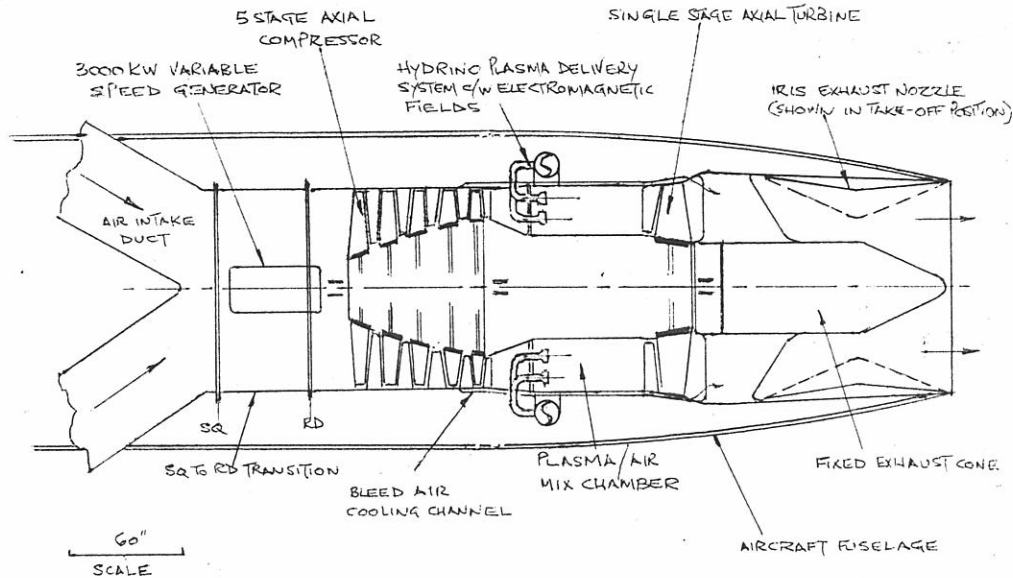 5 STAGE AXIAL
COMPRESSOR
SINGLE STAGE AXIAL TURBINE
3000 KW VARIABLE
SPEED GENERATOR
HYDRINO PLASMA DELIVERY
SYSTEM C/W ELECTROMAGNETIC
FIELDS
IRIS EXHAUST NOZZLE
(SHOWN IN TAKE-OFF POSITION)
AIR INTAKE
DUCT
SQ
RD
SQ TO RD TRANSITION
BLEED AIR
COOLING CHANNEL
PLASMA AIR
MIX CHAMBER
FIXED EXHAUST CONE
AIRCRAFT FUSELAGE
60"
SCALE